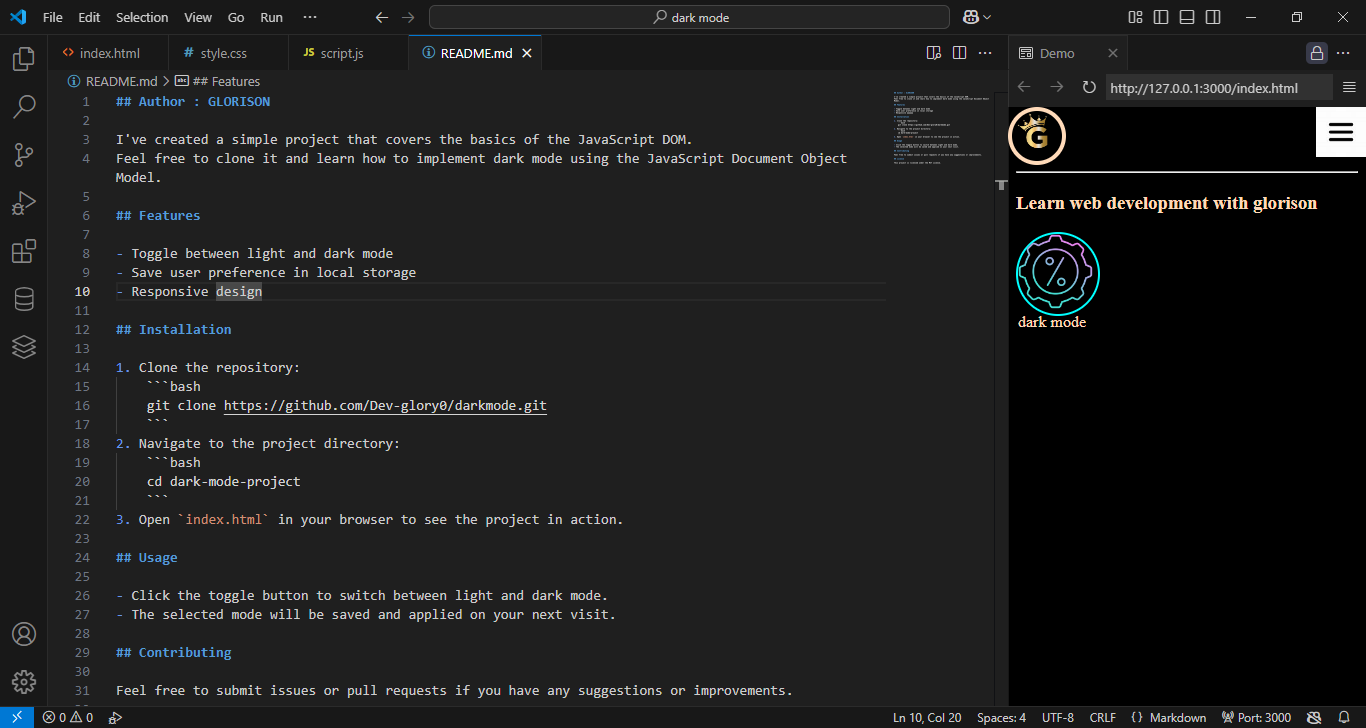 File Edit Selection View Go Run ··· dark mode
index.html style.css JS script.js README.md
README.md > ## Features
1 ## Author : GLORISON
2
3 I've created a simple project that covers the basics of the JavaScript DOM.
4 Feel free to clone it and learn how to implement dark mode using the JavaScript Document Object
Model.
5
6 ## Features
7
8 - Toggle between light and dark mode
9 - Save user preference in local storage
10 - Responsive design
11
12 ## Installation
13
14 1. Clone the repository:
15 ```bash
16 git clone https://github.com/Dev-glory0/darkmode.git
17 ```
18 2. Navigate to the project directory:
19 ```bash
20 cd dark-mode-project
21 ```
22 3. Open `index.html` in your browser to see the project in action.
23
24 ## Usage
25
26 - Click the toggle button to switch between light and dark mode.
27 - The selected mode will be saved and applied on your next visit.
28
29 ## Contributing
30
31 Feel free to submit issues or pull requests if you have any suggestions or improvements.
Demo
http://127.0.0.1:3000/index.html
G
Learn web development with glorison
%
dark mode
0 0 Ln 10, Col 20 Spaces: 4 UTF-8 CRLF {} Markdown Port: 3000